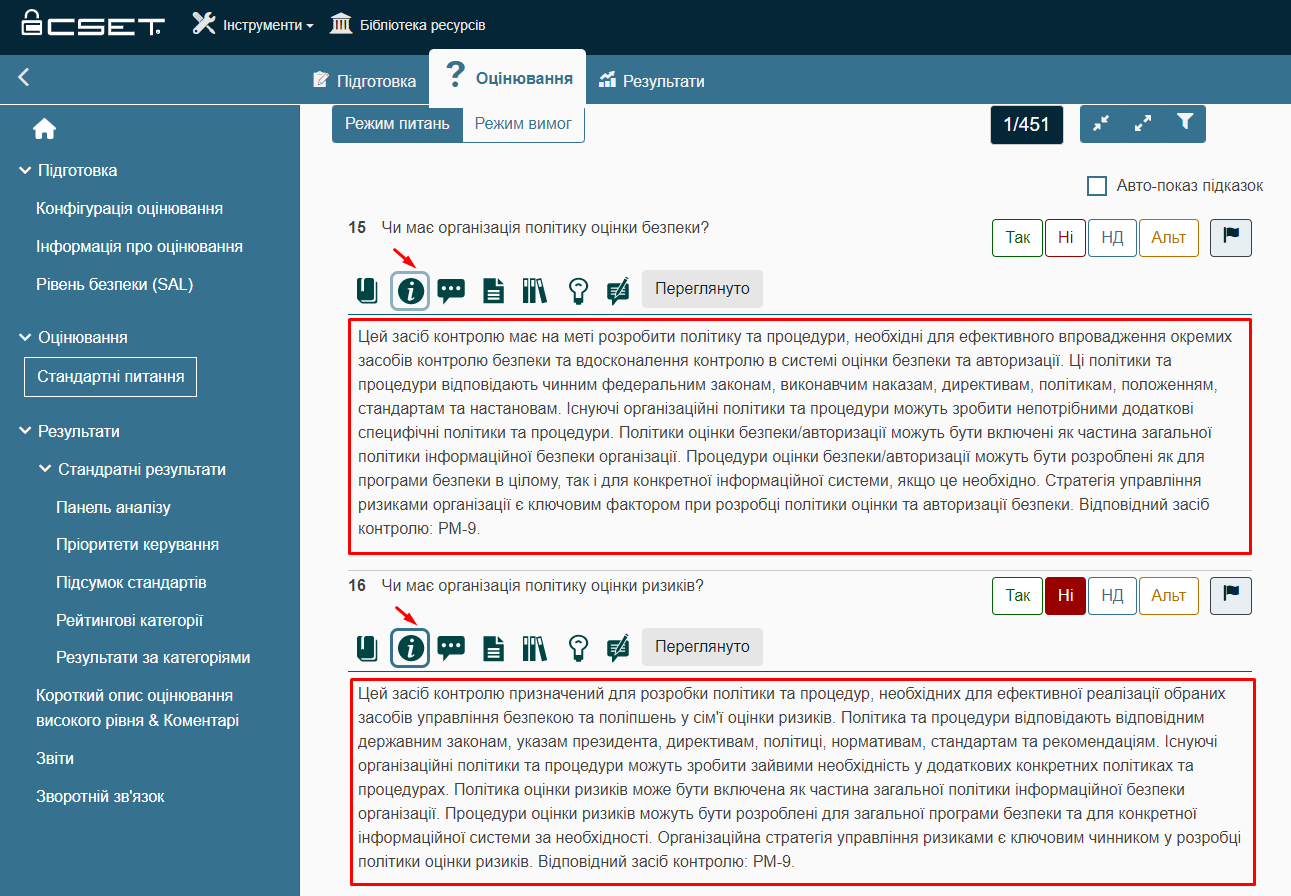 CSET
Інструменти
Бібліотека ресурсів
Підготовка
? Оцінювання
Результати
Підготовка
Конфігурація оцінювання
Інформація про оцінювання
Рівень безпеки (SAL)
Оцінювання
Стандартні питання
Результати
Стандратні результати
Панель аналізу
Пріоритети керування
Підсумок стандартів
Рейтингові категорії
Результати за категоріями
Короткий опис оцінювання
високого рівня & Коментарі
Звіти
Зворотній зв'язок
Режим питань
Режим вимог
1/451
Авто-показ підказок
15 Чи має організація політику оцінки безпеки?
Так Ні НД Альт
Переглянуто
Цей засіб контролю має на меті розробити політику та процедури, необхідні для ефективного впровадження окремих
засобів контролю безпеки та вдосконалення контролю в системі оцінки безпеки та авторизації. Ці політики та
процедури відповідають чинним федеральним законам, виконавчим наказам, директивам, політикам, положенням,
стандартам та настановам. Існуючі організаційні політики та процедури можуть зробити непотрібними додаткові
специфічні політики та процедури. Політики оцінки безпеки/авторизації можуть бути включені як частина загальної
політики інформаційної безпеки організації. Процедури оцінки безпеки/авторизації можуть бути розроблені як для
програми безпеки в цілому, так і для конкретної інформаційної системи, якщо це необхідно. Стратегія управління
ризиками організації є ключовим фактором при розробці політики оцінки та авторизації безпеки. Відповідний засіб
контролю: PM-9.
16 Чи має організація політику оцінки ризиків?
Так Ні НД Альт
Переглянуто
Цей засіб контролю призначений для розробки політики та процедур, необхідних для ефективної реалізації обраних
засобів управління безпекою та поліпшень у сім'ї оцінки ризиків. Політика та процедури відповідають відповідним
державним законам, указам президента, директивам, політиці, нормативам, стандартам та рекомендаціям. Існуючі
організаційні політики та процедури можуть зробити зайвими необхідність у додаткових конкретних політиках та
процедурах. Політика оцінки ризиків може бути включена як частина загальної політики інформаційної безпеки
організації. Процедури оцінки ризиків можуть бути розроблені для загальної програми безпеки та для конкретної
інформаційної системи за необхідності. Організаційна стратегія управління ризиками є ключовим чинником у розробці
політики оцінки ризиків. Відповідний засіб контролю: PM-9.